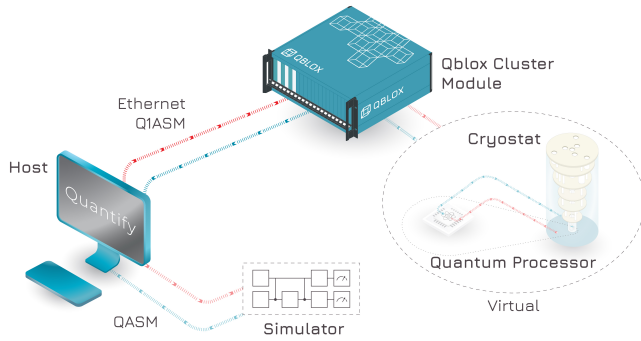 QBLOX
QBLOX
Qblox Cluster
Module
Ethernet
Q1ASM
Cryostat
Host
Quantify
Quantum Processor
Virtual
QASM
Simulator